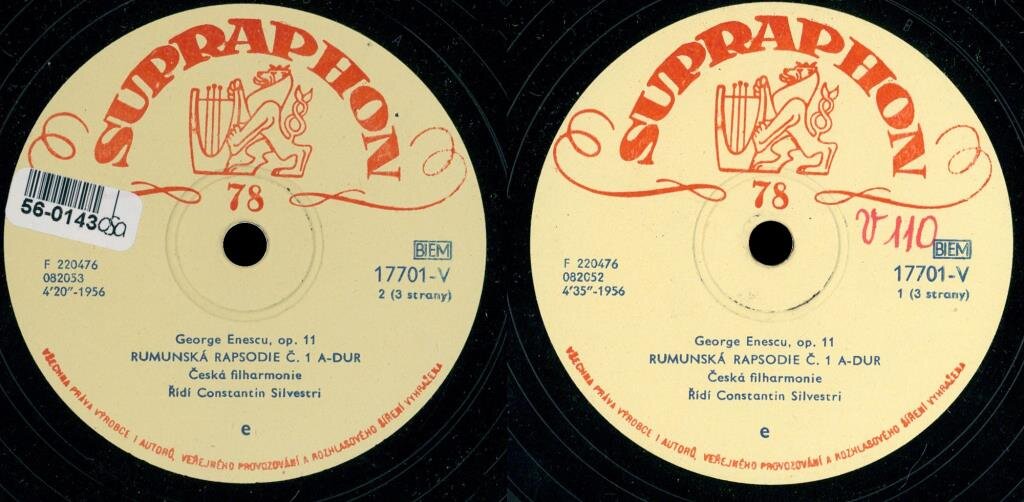 SUPRAPHON
78
56-0143
OSA
BIEM
F 220476
082053
4'20"-1956
17701-V
2 (3 strany)
George Enescu, op. 11
RUMUNSKÁ RAPSODIE Č. 1 A-DUR
Česká filharmonie
Řídí Constantin Silvestri
e
VŠECHNA PRÁVA VÝROBCE I AUTORŮ, VEŘEJNÉHO PROVOZOVÁNÍ A ROZHLASOVÉHO ŠÍŘENÍ VYHRAŽENA
A
SUPRAPHON
78
V 110
BIEM
F 220476
082052
4'35"-1956
17701-V
1 (3 strany)
George Enescu, op. 11
RUMUNSKÁ RAPSODIE Č. 1 A-DUR
Česká filharmonie
Řídí Constantin Silvestri
e
VŠECHNA PRÁVA VÝROBCE I AUTORŮ, VEŘEJNÉHO PROVOZOVÁNÍ A ROZHLASOVÉHO ŠÍŘENÍ VYHRAŽENA
B